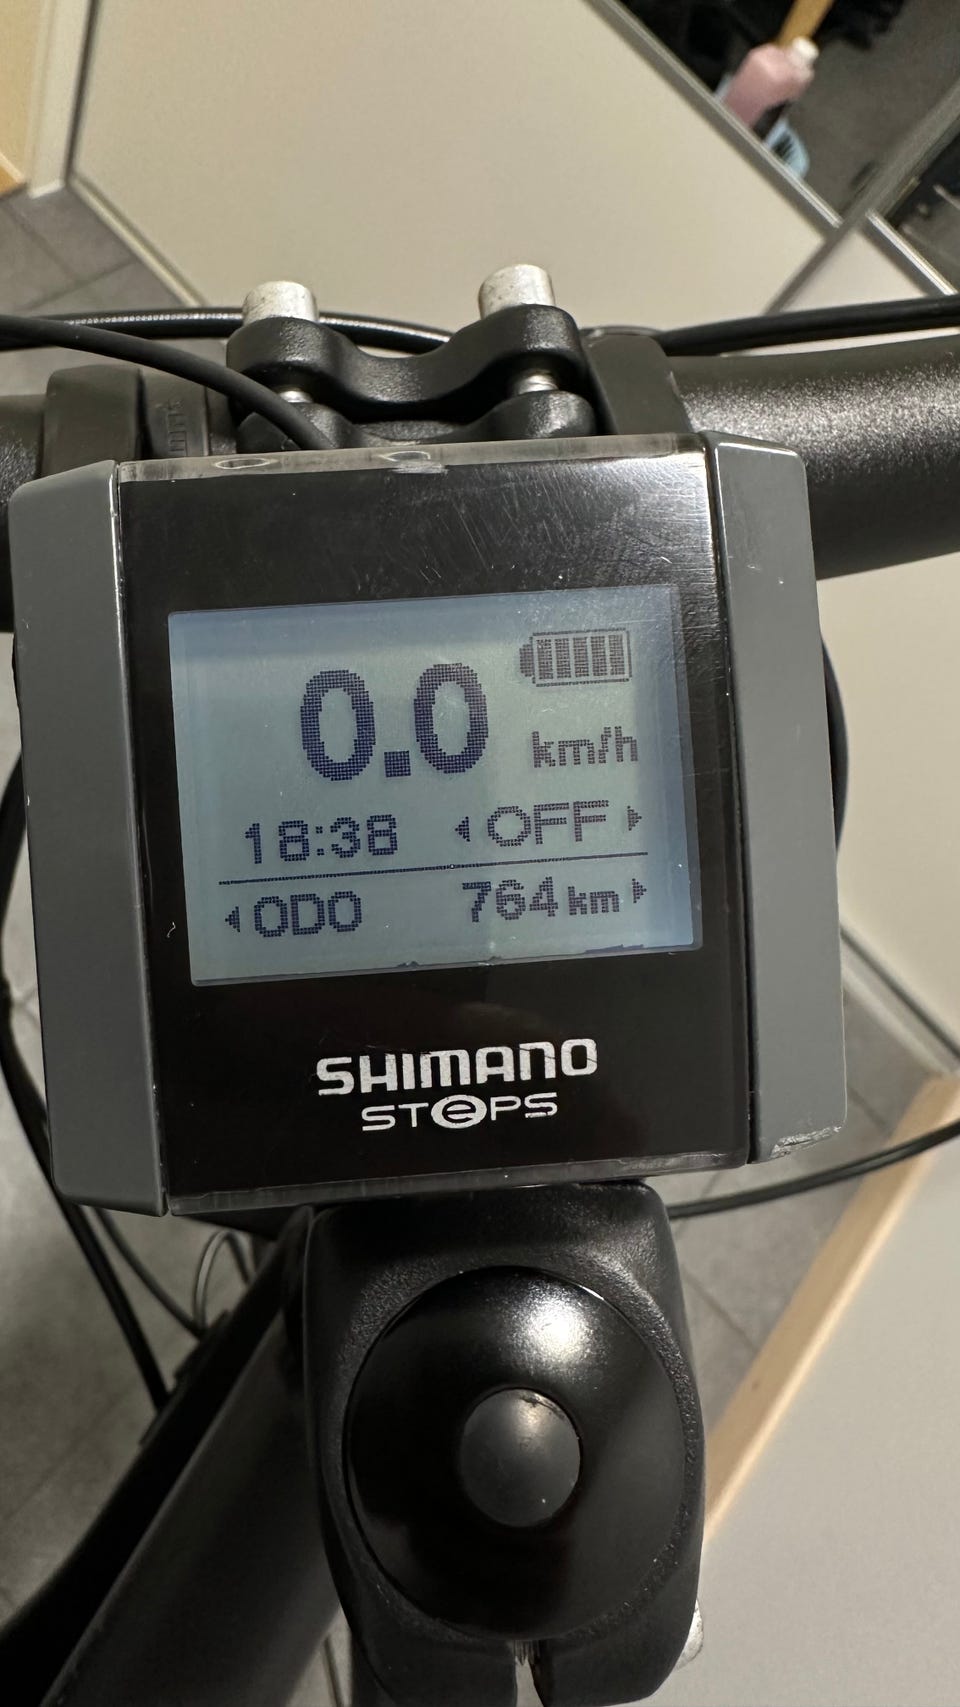 0.0
km/h
18:38 OFF
ODO 764 km
SHIMANO
STePS